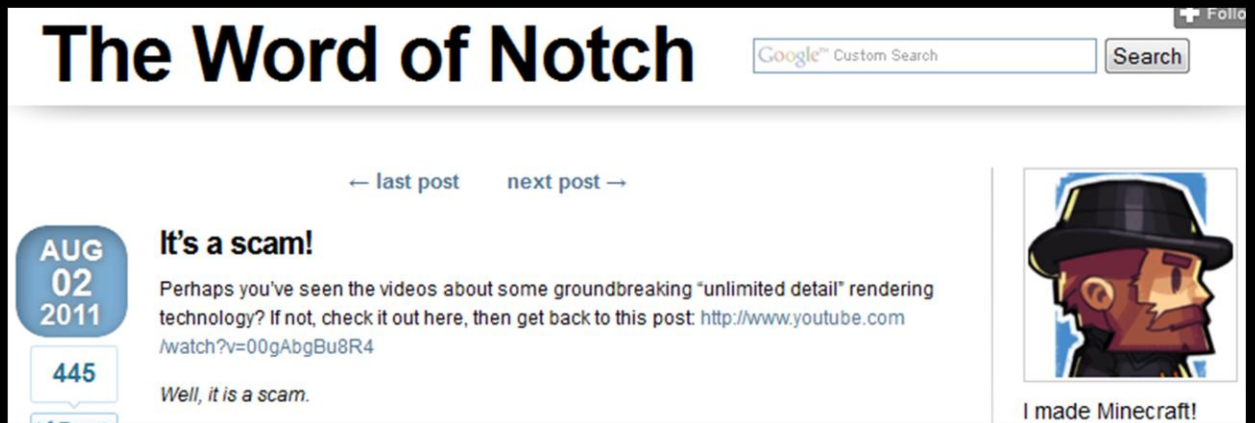 Follo
The Word of Notch
Google™ Custom Search
Search
← last post next post →
AUG
02
2011
445
It's a scam!
Perhaps you've seen the videos about some groundbreaking “unlimited detail” rendering
technology? If not, check it out here, then get back to this post: http://www.youtube.com
/watch?v=00gAbgBu8R4
Well, it is a scam.
I made Minecraft!